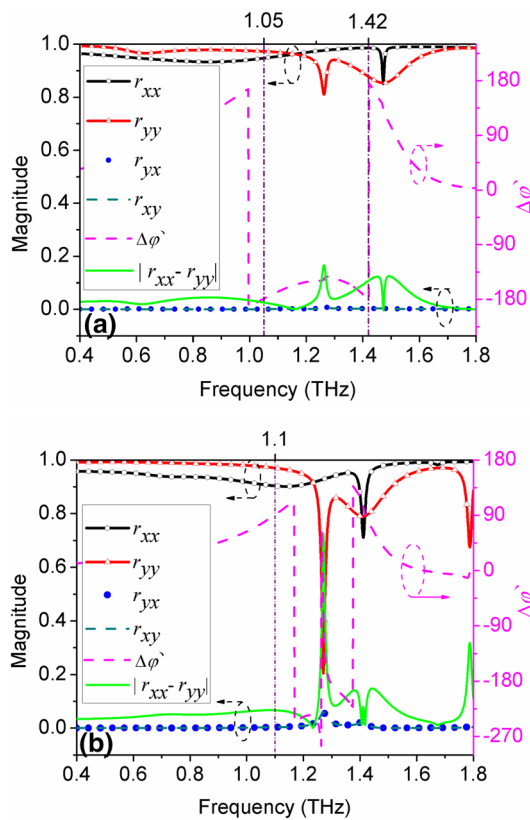 1.05 1.42
1.0
0.8
0.6
0.4
0.2
0.0
Magnitude
r_xx
r_yy
r_yx
r_xy
Δφ`
| r_xx - r_yy|
180
90
0
-90
-180
Δφ`
(a)
0.4 0.6 0.8 1.0 1.2 1.4 1.6 1.8
Frequency (THz)
1.1
1.0
0.8
0.6
0.4
0.2
0.0
Magnitude
r_xx
r_yy
r_yx
r_xy
Δφ`
| r_xx - r_yy|
180
90
0
-90
-180
-270
Δφ`
(b)
0.4 0.6 0.8 1.0 1.2 1.4 1.6 1.8
Frequency (THz)